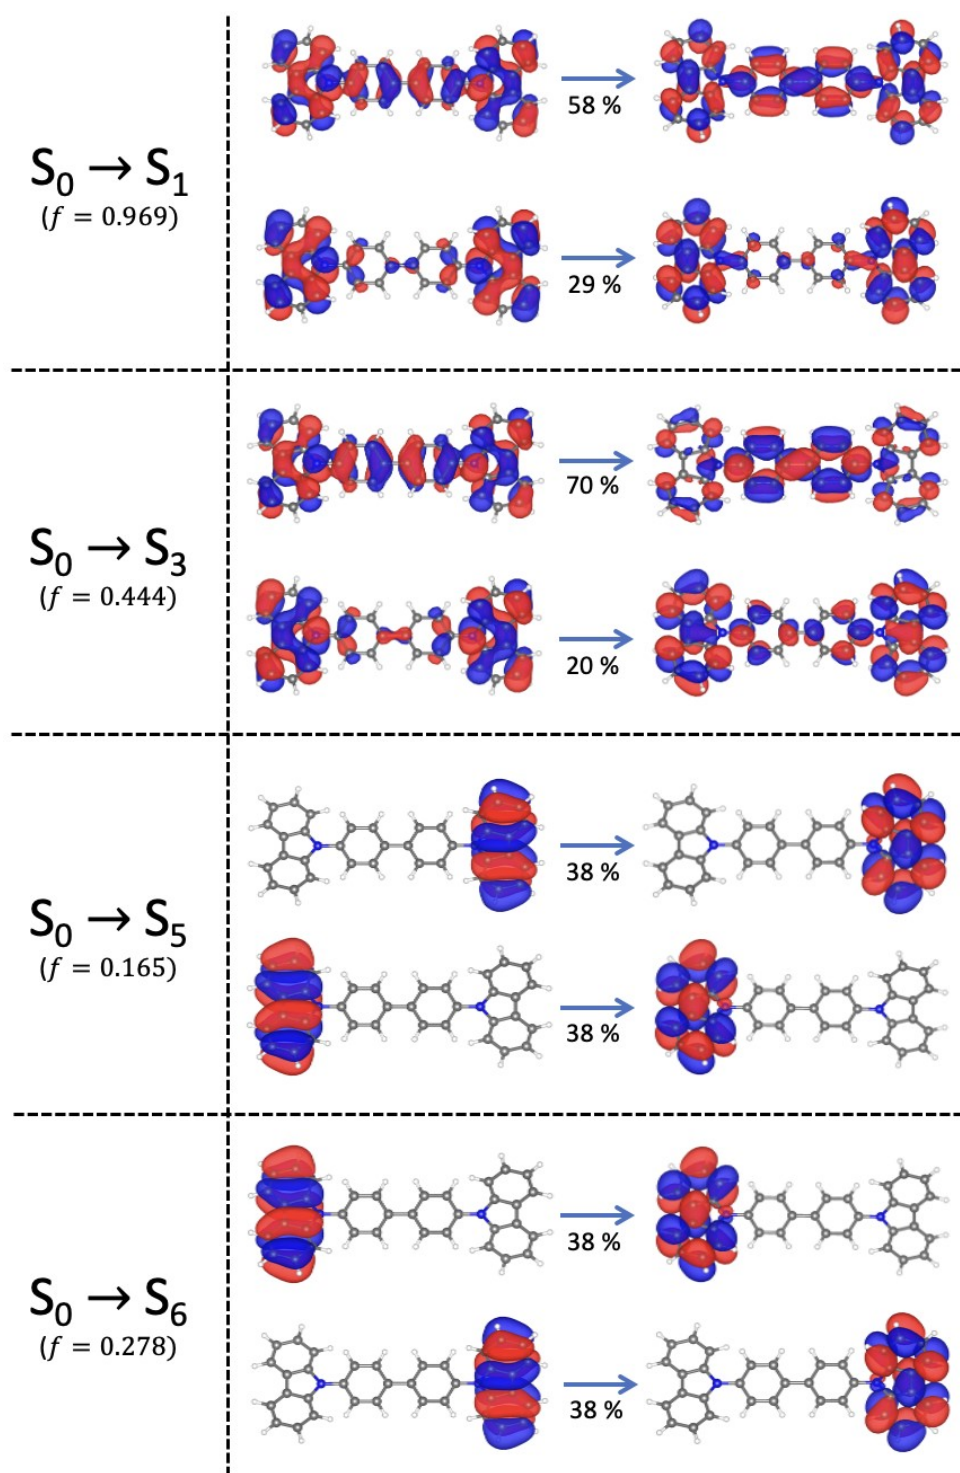 S₀ → S₁
(f = 0.969)
58 %
29 %
S₀ → S₃
(f = 0.444)
70 %
20 %
S₀ → S₅
(f = 0.165)
38 %
38 %
S₀ → S₆
(f = 0.278)
38 %
38 %